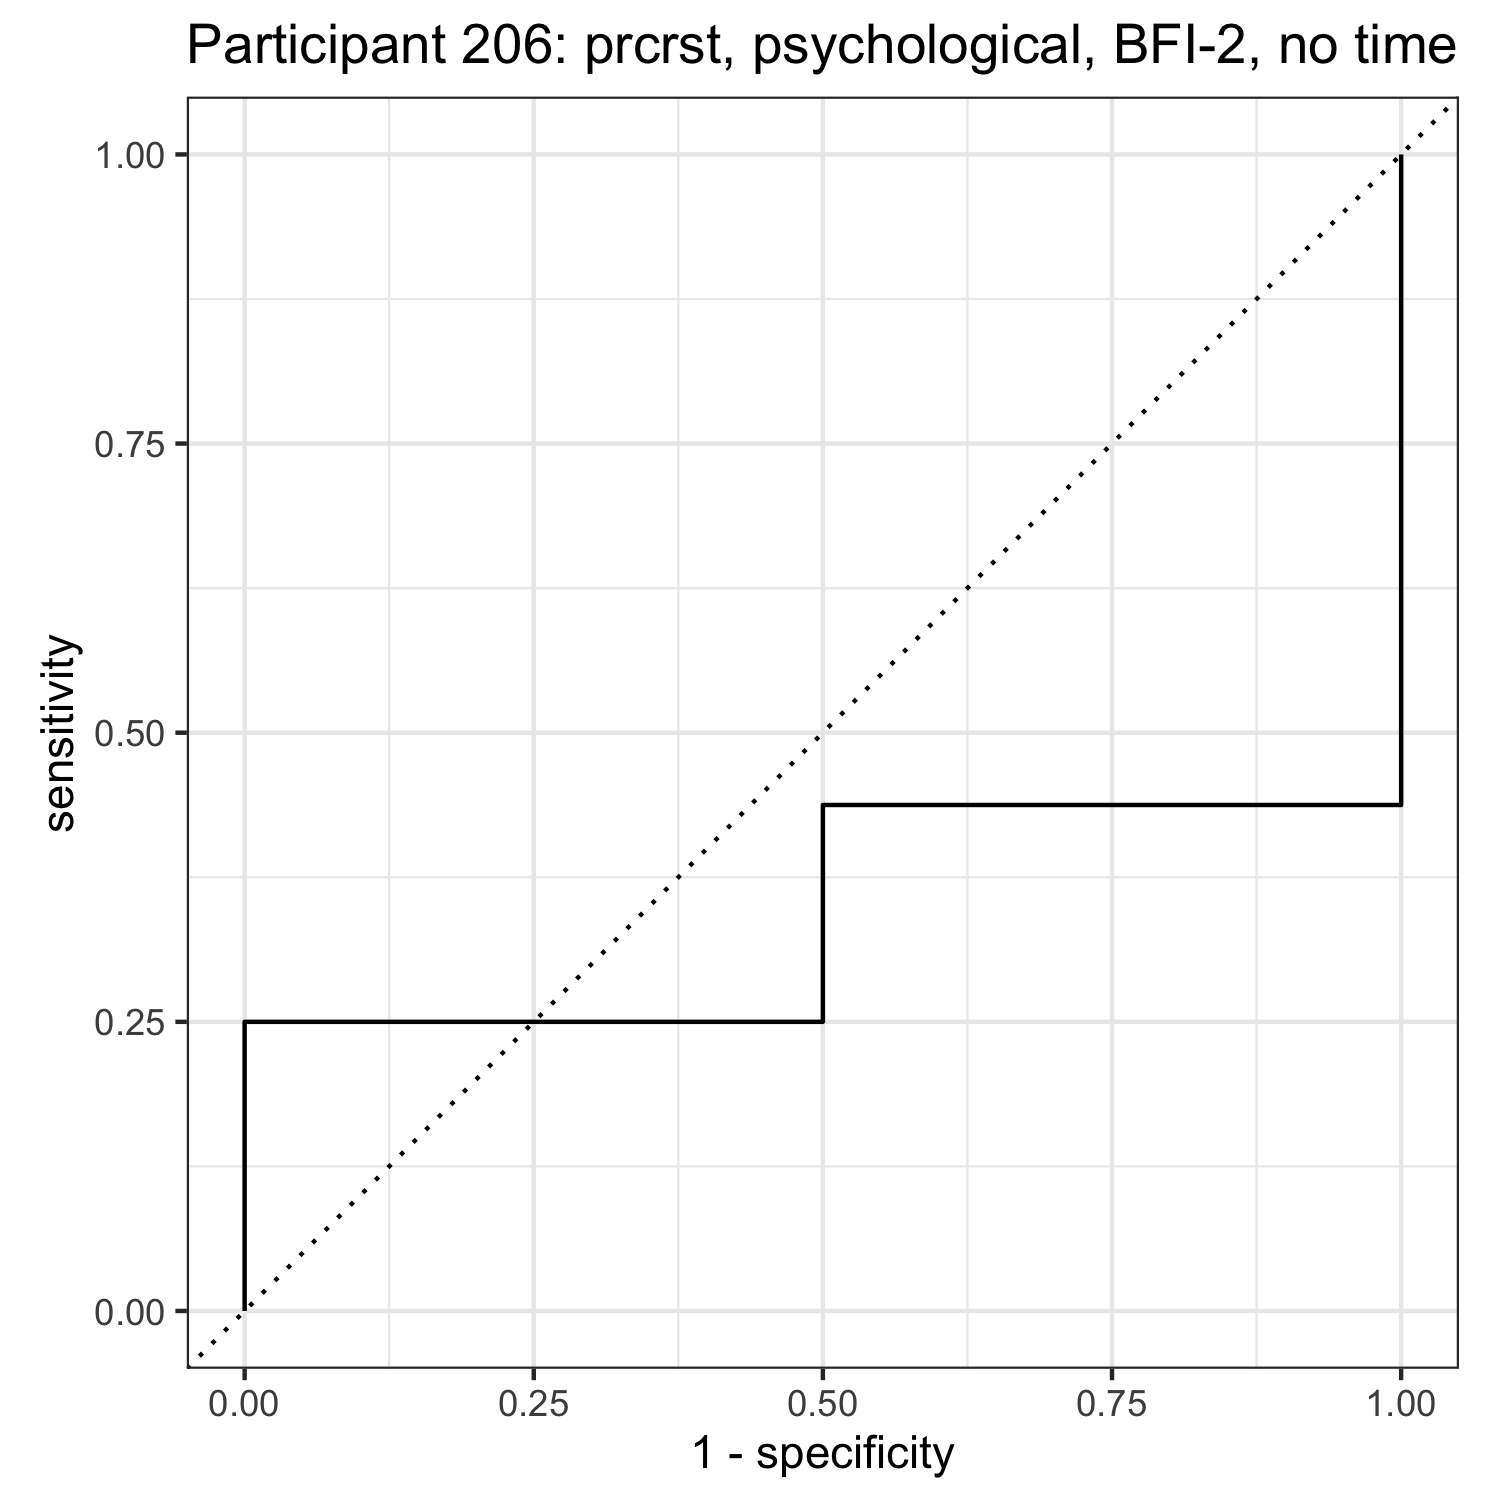 Participant 206: prcrst, psychological, BFI-2, no time
sensitivity
1.00
0.75
0.50
0.25
0.00
0.00 0.25 0.50 0.75 1.00
1 - specificity